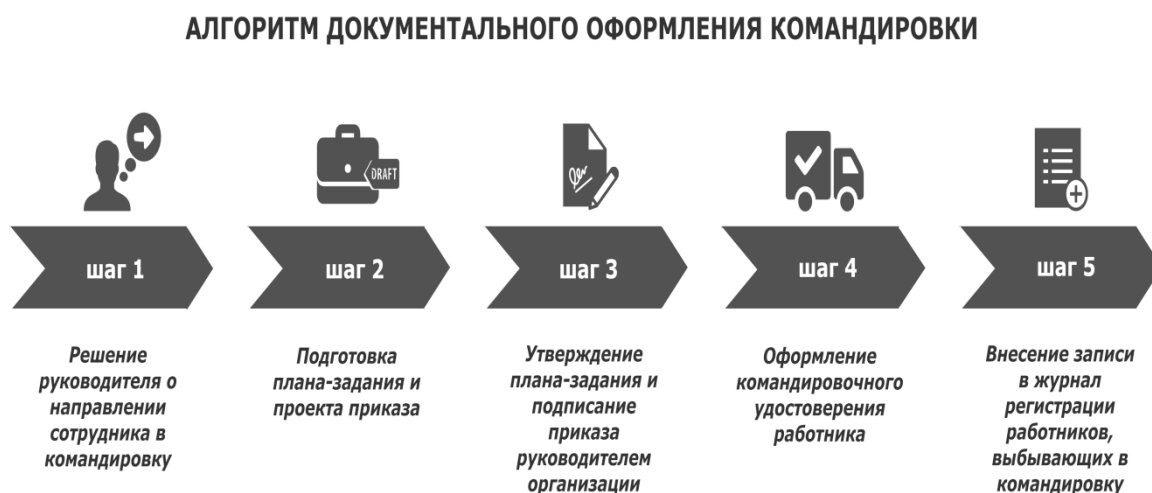 АЛГОРИТМ ДОКУМЕНТАЛЬНОГО ОФОРМЛЕНИЯ КОМАНДИРОВКИ
DRAFT
шаг 1
шаг 2
шаг 3
шаг 4
шаг 5
Решение
руководителя о
направлении
сотрудника в
командировку
Подготовка
плана-задания и
проекта приказа
Утверждение
плана-задания и
подписание
приказа
руководителем
организации
Оформление
командировочного
удостоверения
работника
Внесение записи
в журнал
регистрации
работников,
выбывающих в
командировку